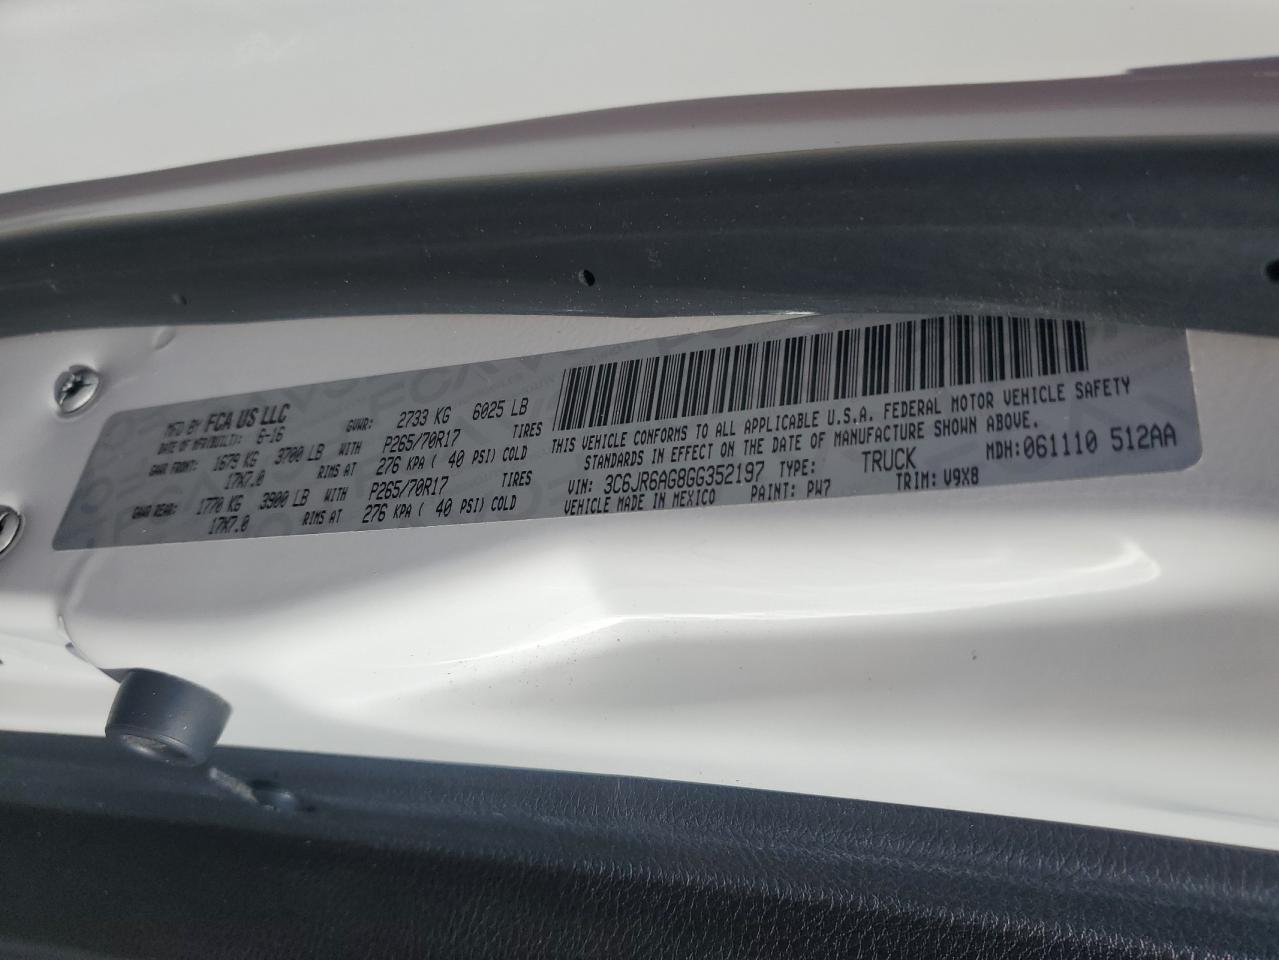 MFD BY FCA US LLC
DATE OF MFR(BUILT): 6-16 GVWR: 2733 KG 6025 LB
GAWR FRONT: 1679 KG 3700 LB WITH P265/70R17 TIRES
17X7.0 RIMS AT 276 KPA ( 40 PSI) COLD
GAWR REAR: 1770 KG 3900 LB WITH P265/70R17 TIRES
17X7.0 RIMS AT 276 KPA ( 40 PSI) COLD
THIS VEHICLE CONFORMS TO ALL APPLICABLE U.S.A. FEDERAL MOTOR VEHICLE SAFETY
STANDARDS IN EFFECT ON THE DATE OF MANUFACTURE SHOWN ABOVE.
VIN: 3C6JR6AG8GG352197 TYPE: TRUCK MDH:061110 512AA
VEHICLE MADE IN MEXICO PAINT: PW7 TRIM: V9X8